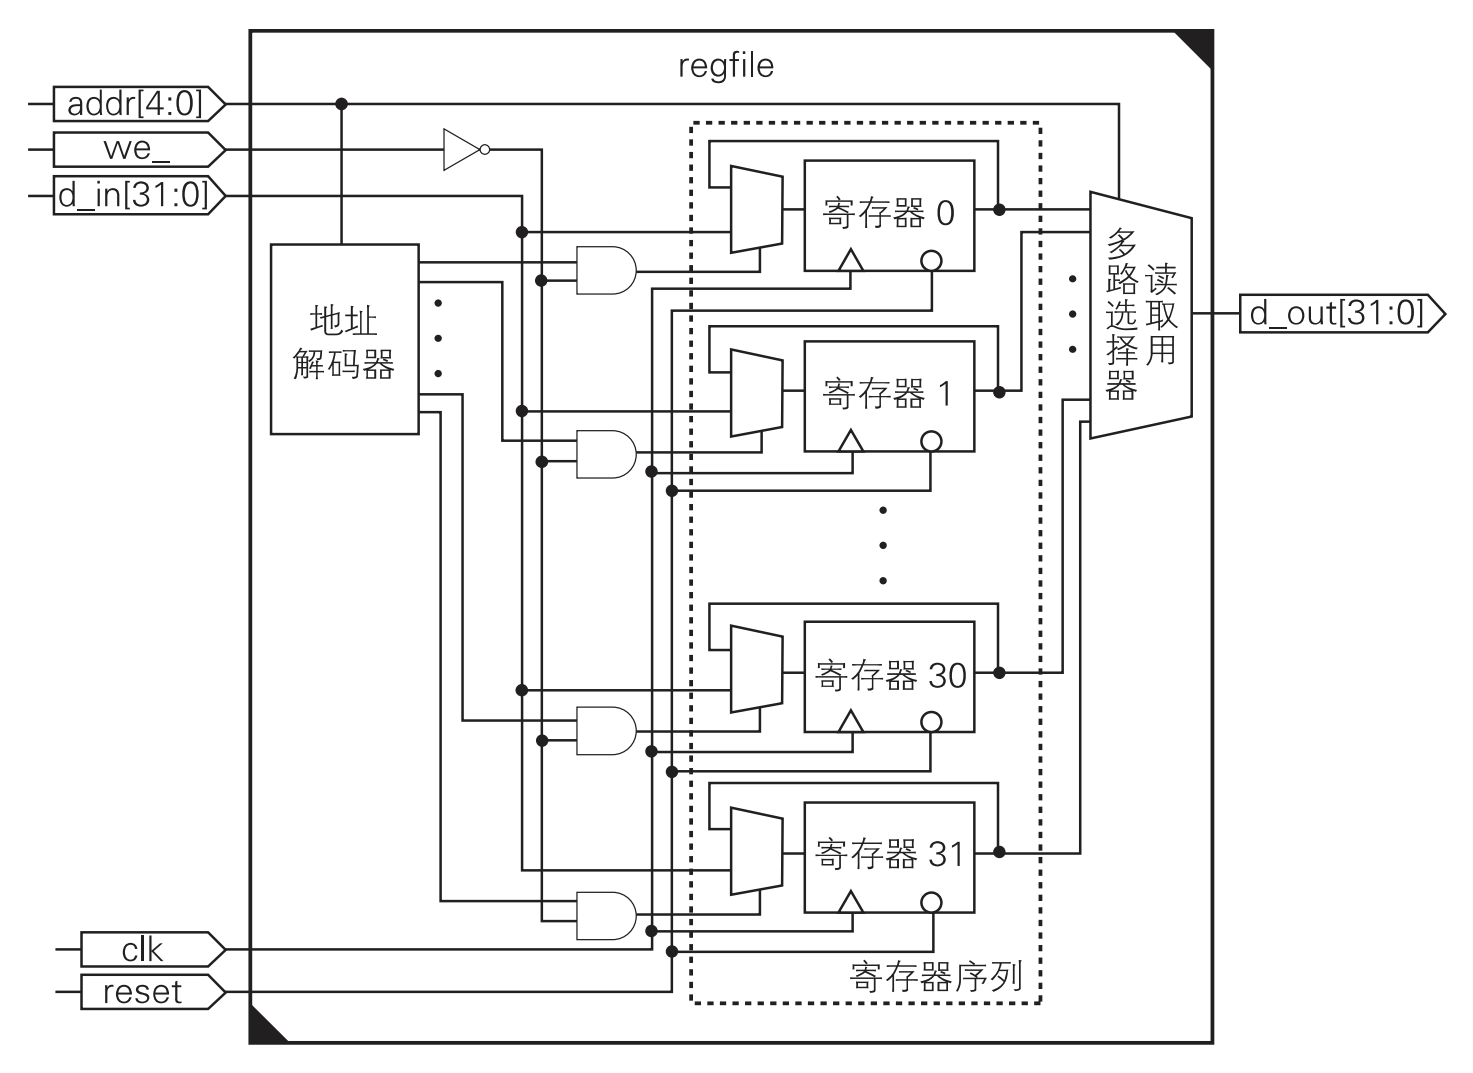 regfile
addr[4:0]
we_
d_in[31:0]
寄存器 0
多路选择器
读取用
d_out[31:0]
地址
解码器
寄存器 1
寄存器 30
寄存器 31
clk
寄存器序列
reset